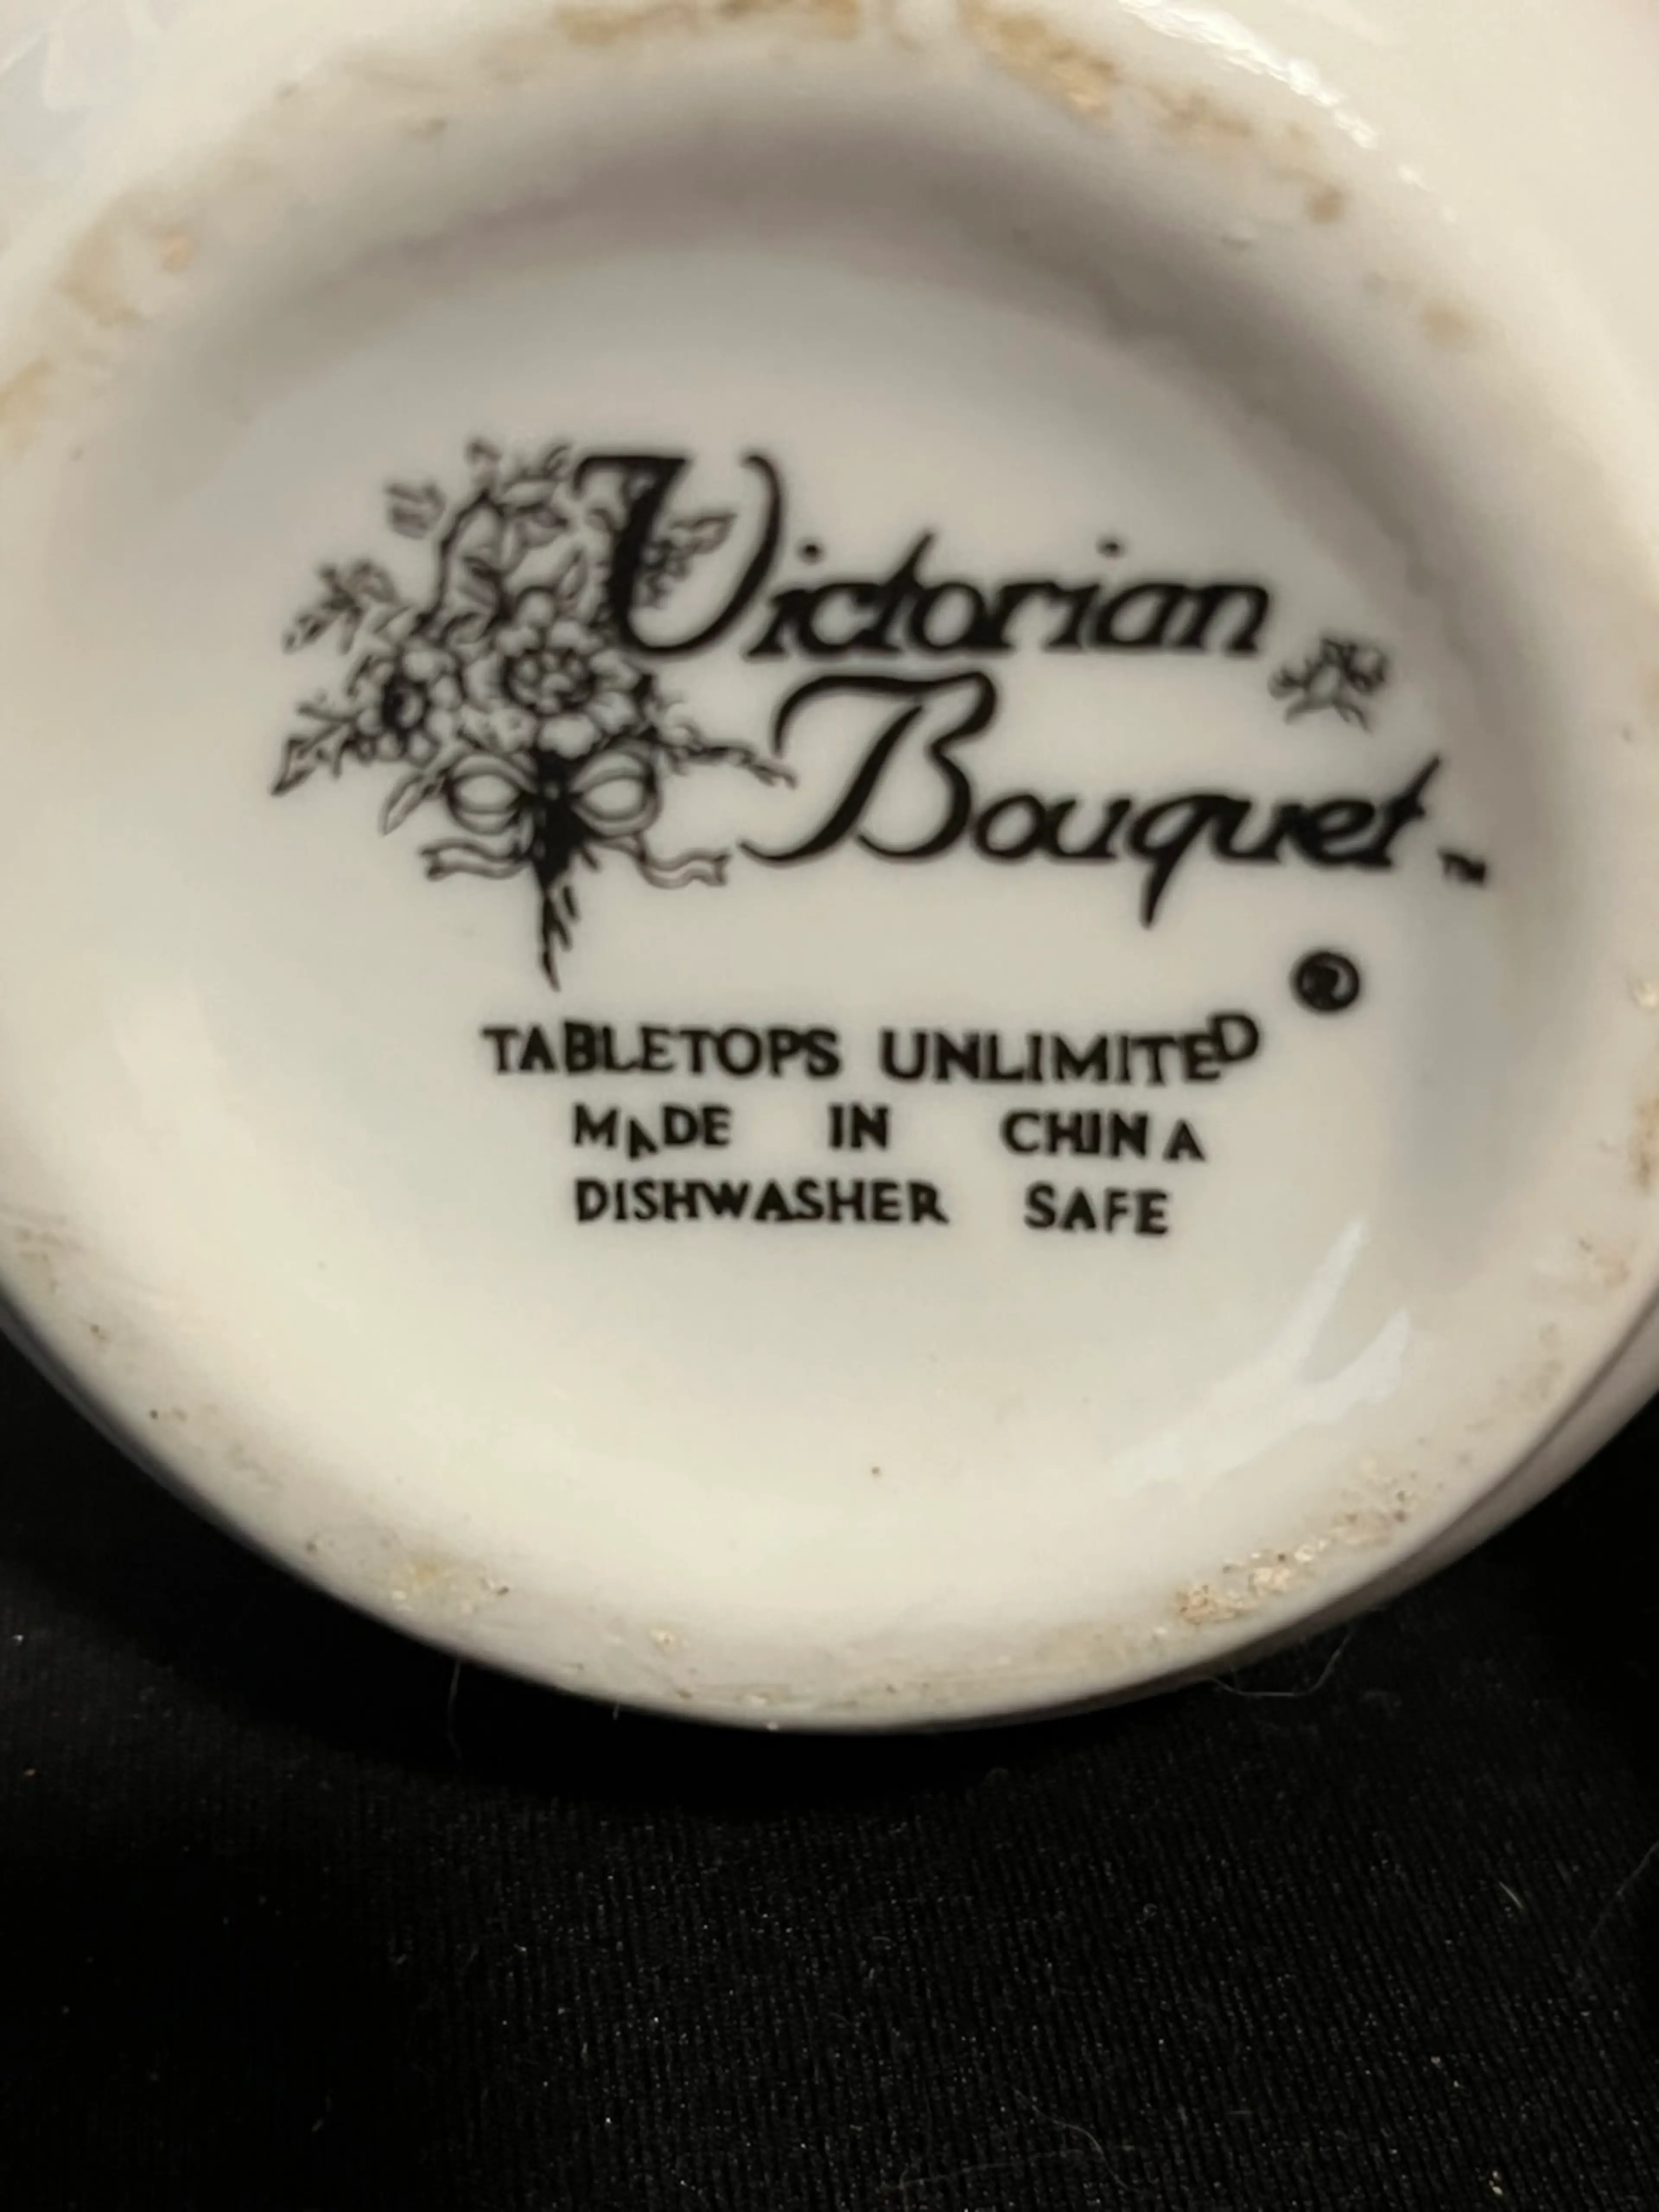 Victorian
Bouquet™
®
TABLETOPS UNLIMITED
MADE IN CHINA
DISHWASHER SAFE